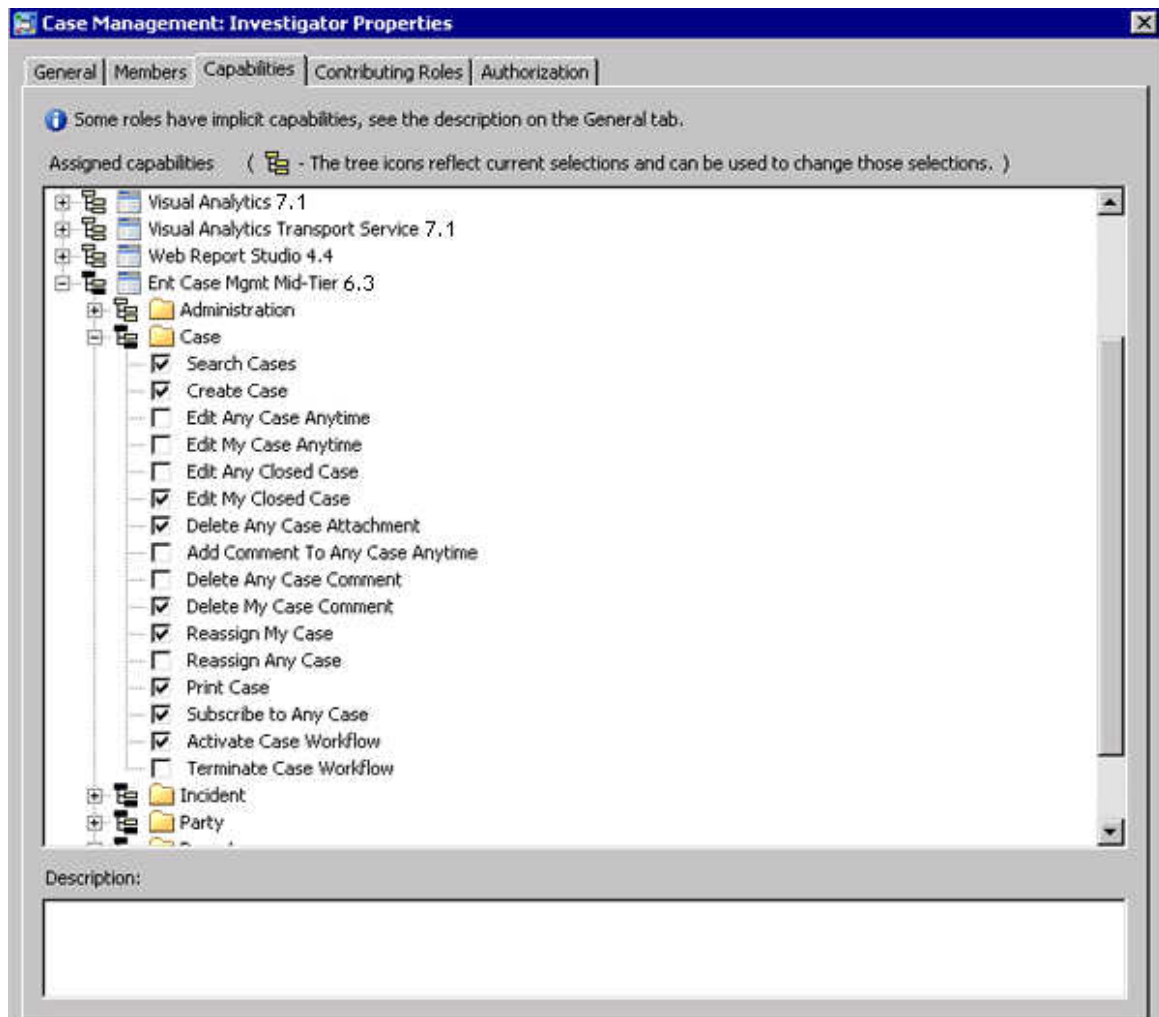 Case Management: Investigator Properties
General Members Capabilities Contributing Roles Authorization
Some roles have implicit capabilities, see the description on the General tab.
Assigned capabilities ( - The tree icons reflect current selections and can be used to change those selections. )
Visual Analytics 7.1
Visual Analytics Transport Service 7.1
Web Report Studio 4.4
Ent Case Mgmt Mid-Tier 6.3
Administration
Case
Search Cases
Create Case
Edit Any Case Anytime
Edit My Case Anytime
Edit Any Closed Case
Edit My Closed Case
Delete Any Case Attachment
Add Comment To Any Case Anytime
Delete Any Case Comment
Delete My Case Comment
Reassign My Case
Reassign Any Case
Print Case
Subscribe to Any Case
Activate Case Workflow
Terminate Case Workflow
Incident
Party
Description: